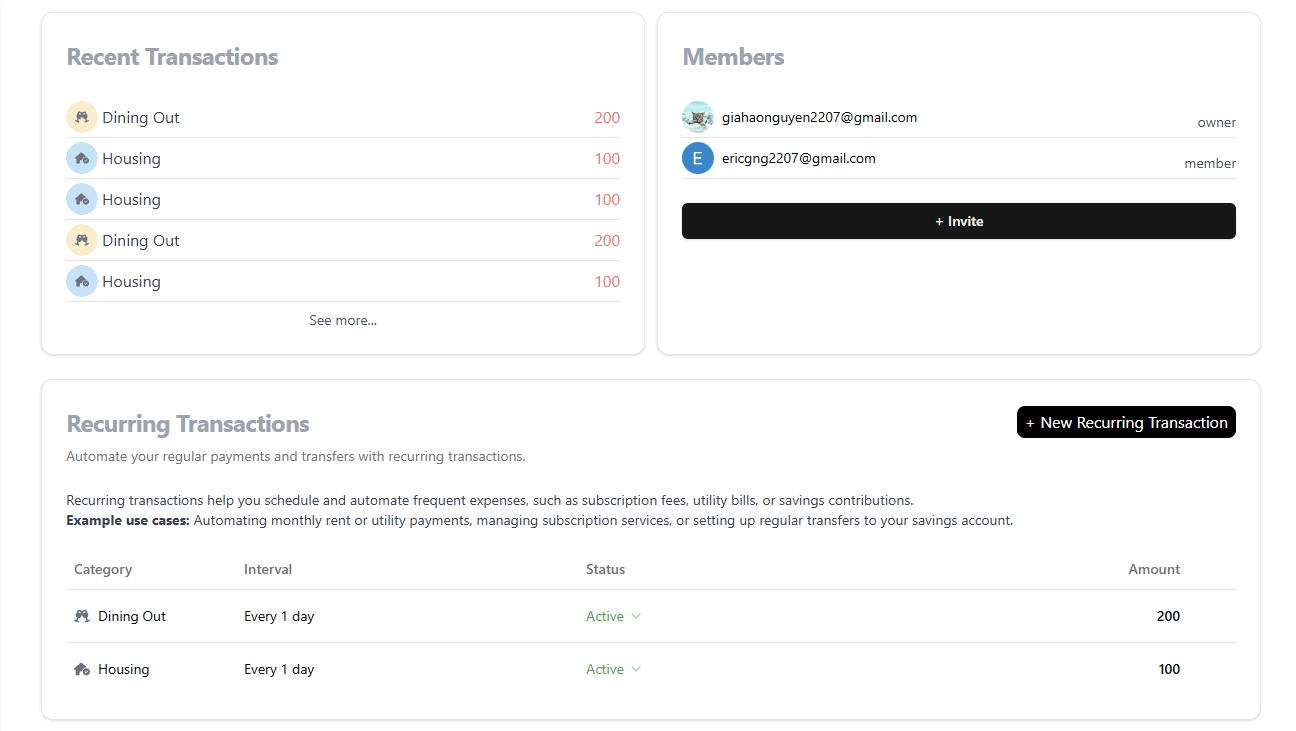 Recent Transactions
Dining Out 200
Housing 100
Housing 100
Dining Out 200
Housing 100
See more...
Members
giahaonguyen2207@gmail.com owner
E ericgng2207@gmail.com member
+ Invite
Recurring Transactions
+ New Recurring Transaction
Automate your regular payments and transfers with recurring transactions.
Recurring transactions help you schedule and automate frequent expenses, such as subscription fees, utility bills, or savings contributions.
Example use cases: Automating monthly rent or utility payments, managing subscription services, or setting up regular transfers to your savings account.
Category Interval Status Amount
Dining Out Every 1 day Active 200
Housing Every 1 day Active 100